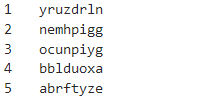 1 yruzdrln
2 nemhpigg
3 ocunpiyg
4 bblduoxa
5 abrftyze